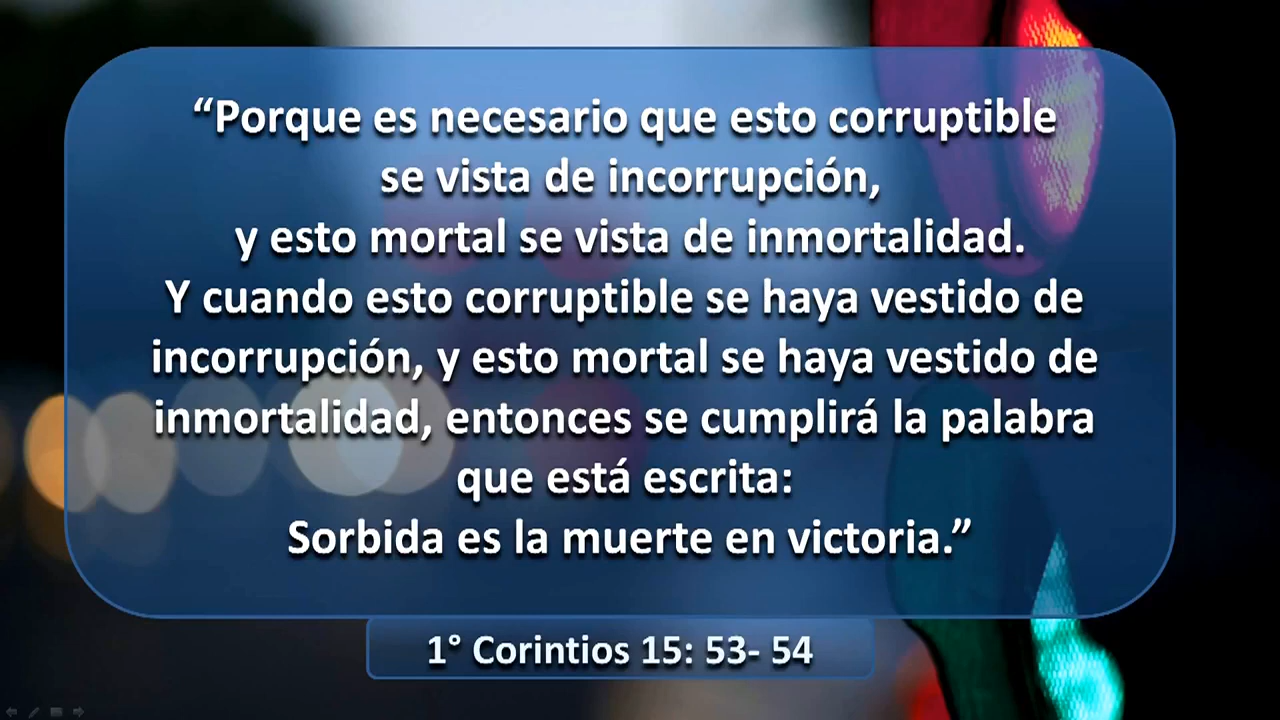 “Porque es necesario que esto corruptible
se vista de incorrupción,
y esto mortal se vista de inmortalidad.
Y cuando esto corruptible se haya vestido de
incorrupción, y esto mortal se haya vestido de
inmortalidad, entonces se cumplirá la palabra
que está escrita:
Sorbida es la muerte en victoria.”
1° Corintios 15: 53- 54